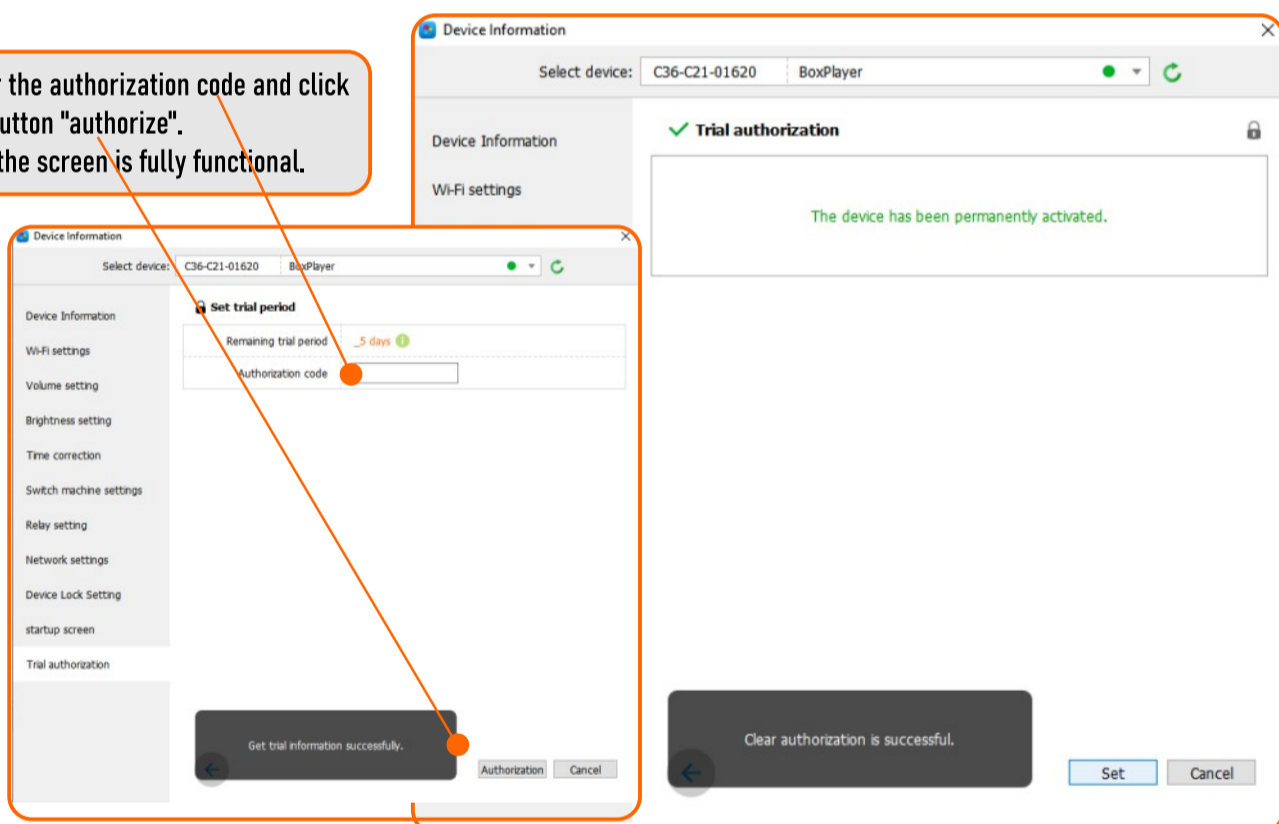 the authorization code and click
"authorize".
the screen is fully functional.
Device Information
Select device: C36-C21-01620 BoxPlayer
Device Information
Wi-Fi settings
Trial authorization
The device has been permanently activated.
Clear authorization is successful.
Set Cancel
Device Information
Select device: C36-C21-01620 BoxPlayer
Device Information
Wi-Fi settings
Volume setting
Brightness setting
Time correction
Switch machine settings
Relay setting
Network settings
Device Lock Setting
startup screen
Trial authorization
Set trial period
Remaining trial period _5 days
Authorization code
Get trial information successfully.
Authorization Cancel